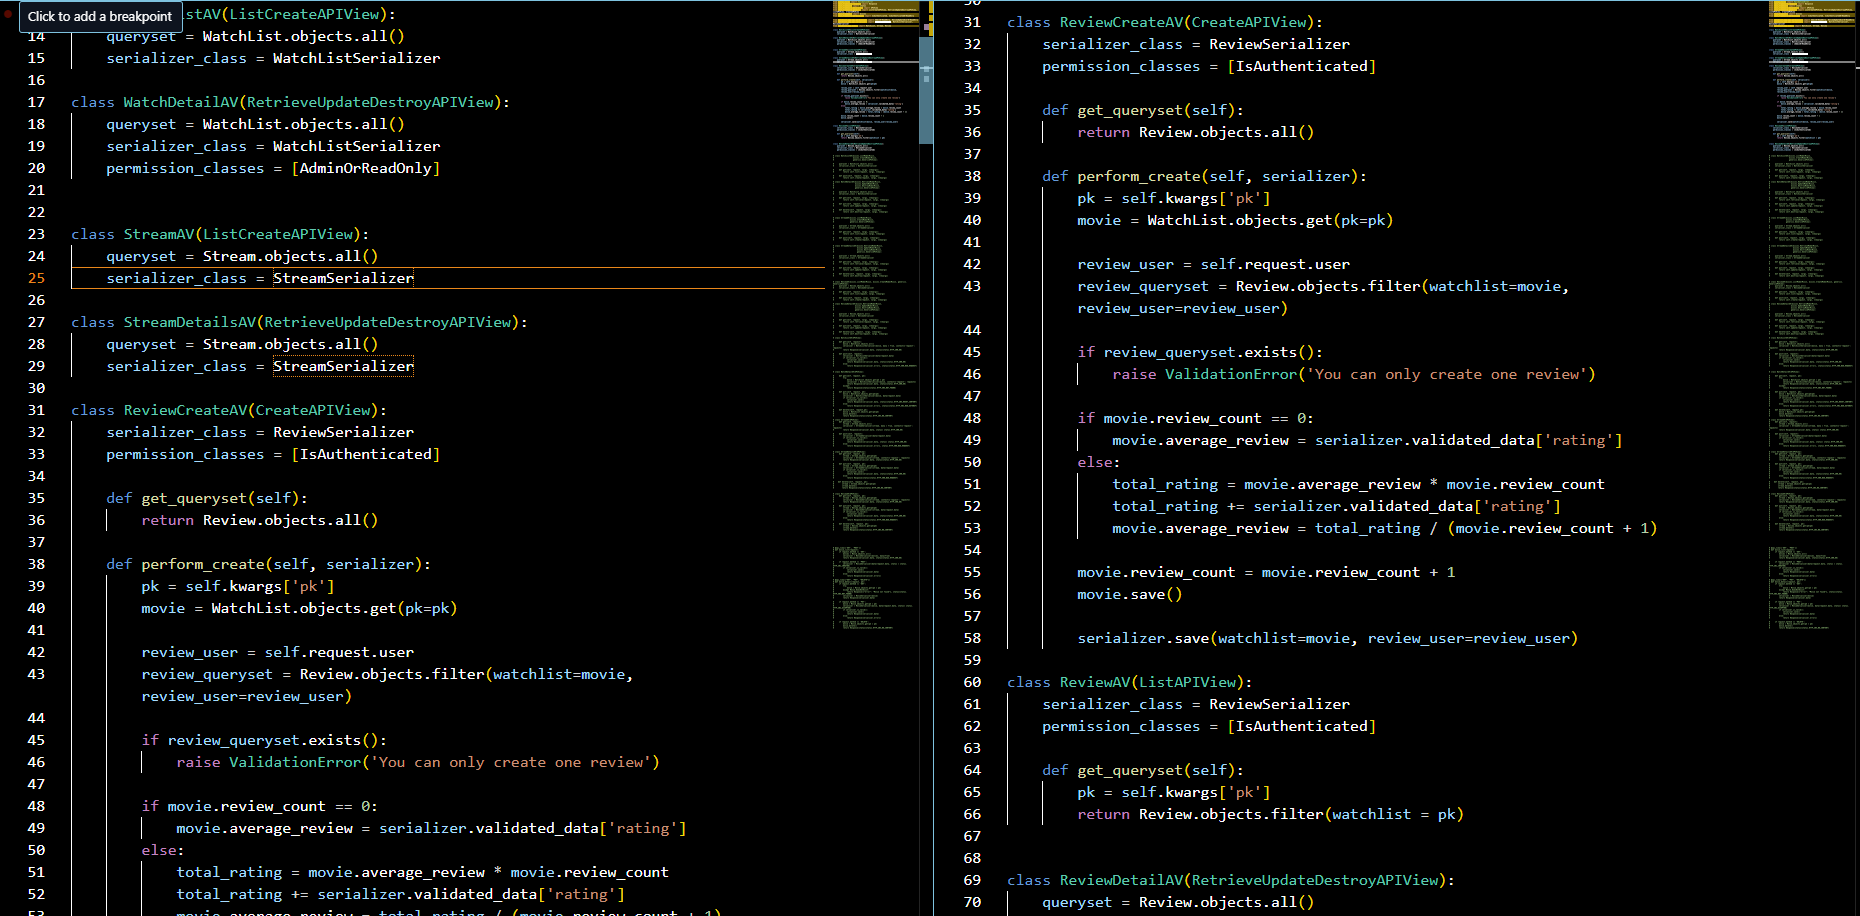 Click to add a breakpoint
stAV(ListCreateAPIView):
14 queryset = WatchList.objects.all()
15 serializer_class = WatchListSerializer
16
17 class WatchDetailAV(RetrieveUpdateDestroyAPIView):
18 queryset = WatchList.objects.all()
19 serializer_class = WatchListSerializer
20 permission_classes = [AdminOrReadOnly]
21
22
23 class StreamAV(ListCreateAPIView):
24 queryset = Stream.objects.all()
25 serializer_class = StreamSerializer
26
27 class StreamDetailsAV(RetrieveUpdateDestroyAPIView):
28 queryset = Stream.objects.all()
29 serializer_class = StreamSerializer
30
31 class ReviewCreateAV(CreateAPIView):
32 serializer_class = ReviewSerializer
33 permission_classes = [IsAuthenticated]
34
35 def get_queryset(self):
36 return Review.objects.all()
37
38 def perform_create(self, serializer):
39 pk = self.kwargs['pk']
40 movie = WatchList.objects.get(pk=pk)
41
42 review_user = self.request.user
43 review_queryset = Review.objects.filter(watchlist=movie,
review_user=review_user)
44
45 if review_queryset.exists():
46 raise ValidationError('You can only create one review')
47
48 if movie.review_count == 0:
49 movie.average_review = serializer.validated_data['rating']
50 else:
51 total_rating = movie.average_review * movie.review_count
52 total_rating += serializer.validated_data['rating']
53 movie.average_review = total_rating / (movie.review_count + 1)
30
31 class ReviewCreateAV(CreateAPIView):
32 serializer_class = ReviewSerializer
33 permission_classes = [IsAuthenticated]
34
35 def get_queryset(self):
36 return Review.objects.all()
37
38 def perform_create(self, serializer):
39 pk = self.kwargs['pk']
40 movie = WatchList.objects.get(pk=pk)
41
42 review_user = self.request.user
43 review_queryset = Review.objects.filter(watchlist=movie,
review_user=review_user)
44
45 if review_queryset.exists():
46 raise ValidationError('You can only create one review')
47
48 if movie.review_count == 0:
49 movie.average_review = serializer.validated_data['rating']
50 else:
51 total_rating = movie.average_review * movie.review_count
52 total_rating += serializer.validated_data['rating']
53 movie.average_review = total_rating / (movie.review_count + 1)
54
55 movie.review_count = movie.review_count + 1
56 movie.save()
57
58 serializer.save(watchlist=movie, review_user=review_user)
59
60 class ReviewAV(ListAPIView):
61 serializer_class = ReviewSerializer
62 permission_classes = [IsAuthenticated]
63
64 def get_queryset(self):
65 pk = self.kwargs['pk']
66 return Review.objects.filter(watchlist = pk)
67
68
69 class ReviewDetailAV(RetrieveUpdateDestroyAPIView):
70 queryset = Review.objects.all()